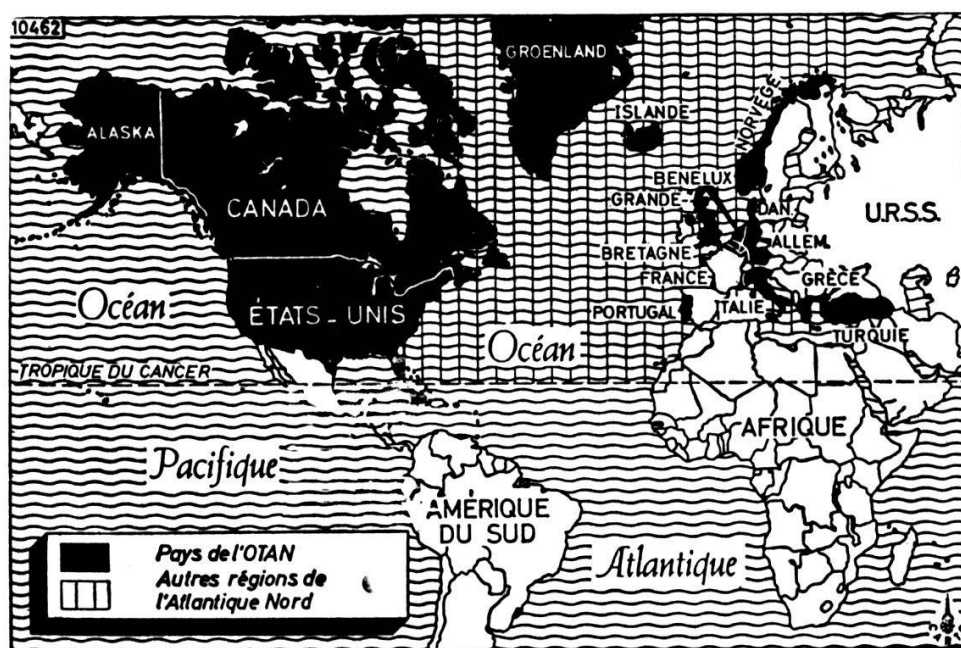 10462
GROENLAND
ALASKA
ISLANDE
NORVÈGE
BENELUX
GRANDE-
CANADA
DAN.
U.R.S.S.
ALLEM.
BRETAGNE
FRANCE
GRÈCE
Océan
ÉTATS-UNIS
PORTUGAL
ITALIE
TURQUIE
Océan
TROPIQUE DU CANCER
AFRIQUE
Pacifique
AMÉRIQUE
DU SUD
Atlantique
Pays de l'OTAN
Autres régions de
l'Atlantique Nord